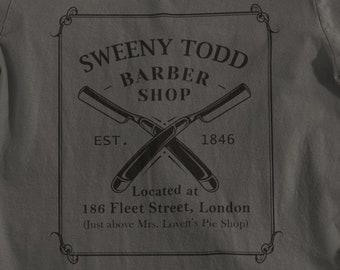 SWEENY TODD
- BARBER -
SHOP
EST. 1846
Located at
186 Fleet Street, London
(Just above Mrs. Lovett's Pie Shop)